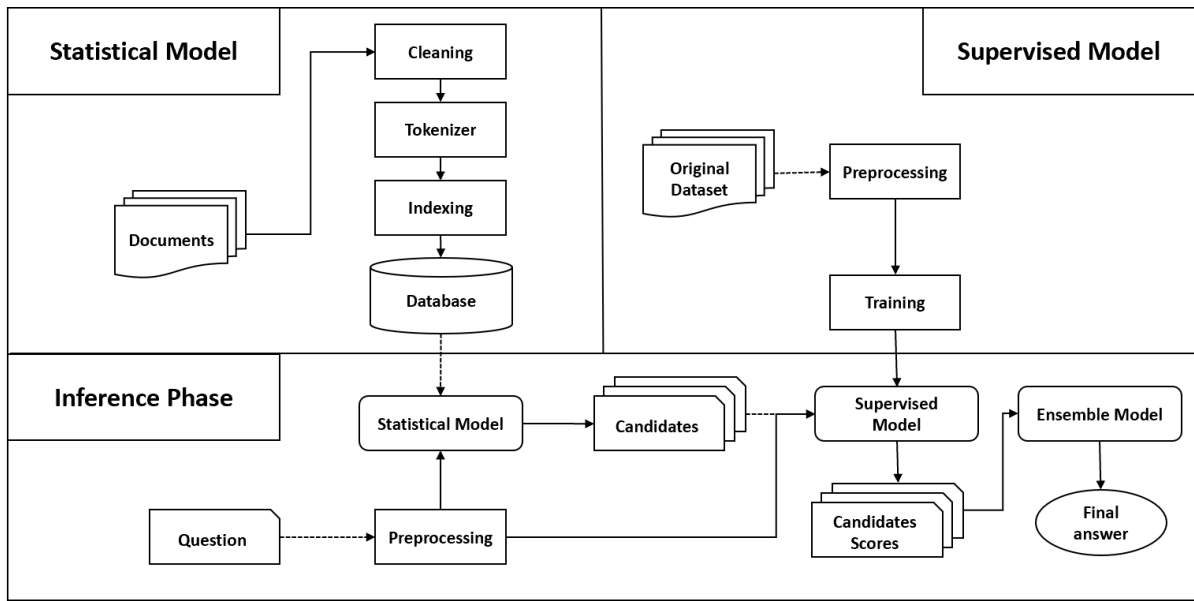 Statistical Model
Cleaning
Tokenizer
Indexing
Documents
Database
Supervised Model
Original
Dataset
Preprocessing
Training
Inference Phase
Statistical Model
Candidates
Supervised
Model
Ensemble Model
Question
Preprocessing
Candidates
Scores
Final
answer